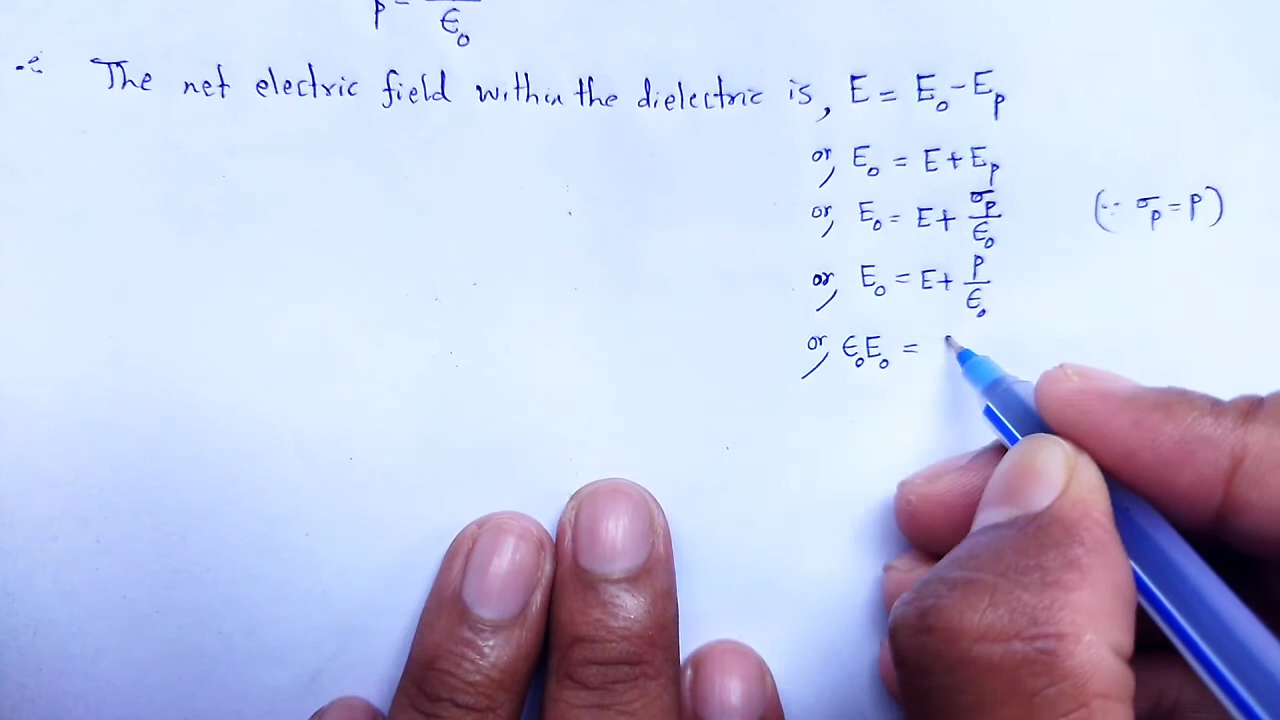 p = ϵ₀
∴ The net electric field within the dielectric is, E = E₀ - Eₚ
or, E₀ = E + Eₚ
or, E₀ = E + σₚ/ϵ₀ (∵ σₚ = P)
or, E₀ = E + P/ϵ₀
or, ϵ₀E₀ =